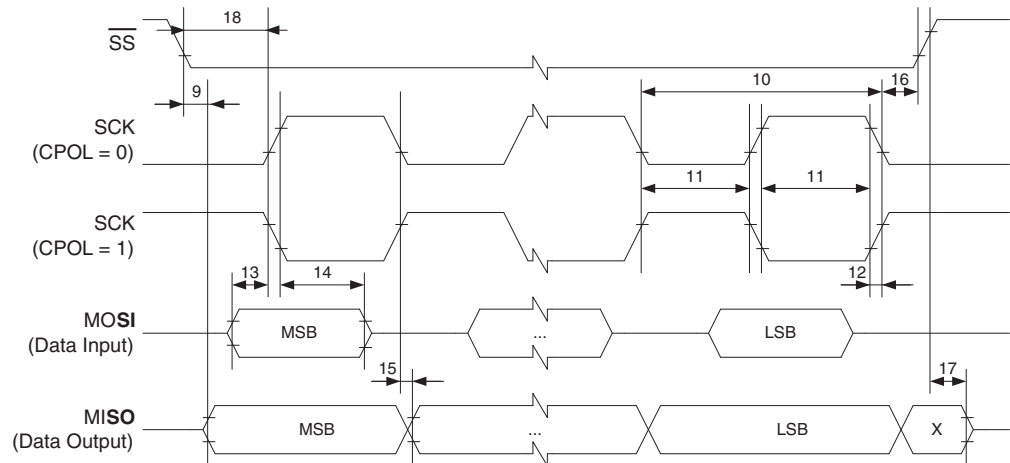 18
SS
9
10
16
SCK
(CPOL = 0)
11
11
SCK
(CPOL = 1)
13
14
12
MOSI
(Data Input)
MSB
...
LSB
15
17
MISO
(Data Output)
MSB
...
LSB
X